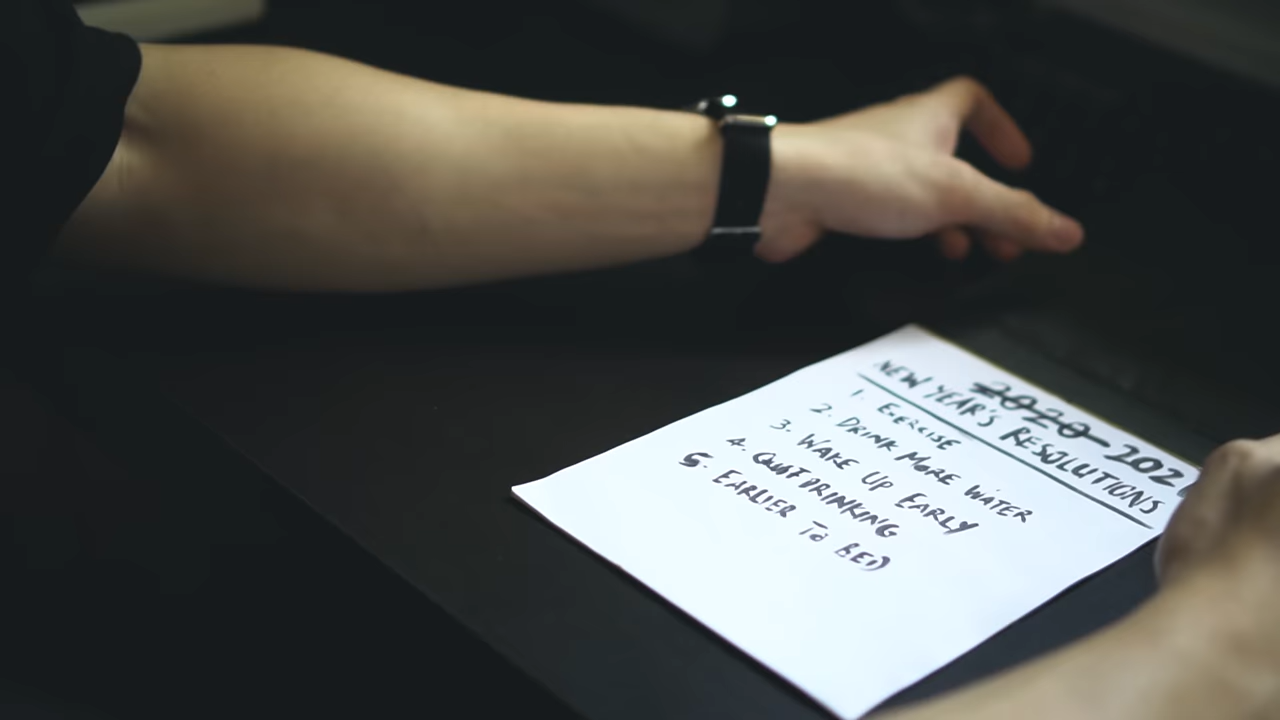 2020 202
NEW YEAR'S RESOLUTIONS
1. EXERCISE
2. DRINK MORE WATER
3. WAKE UP EARLY
4. QUIT DRINKING
5. EARLIER TO BED